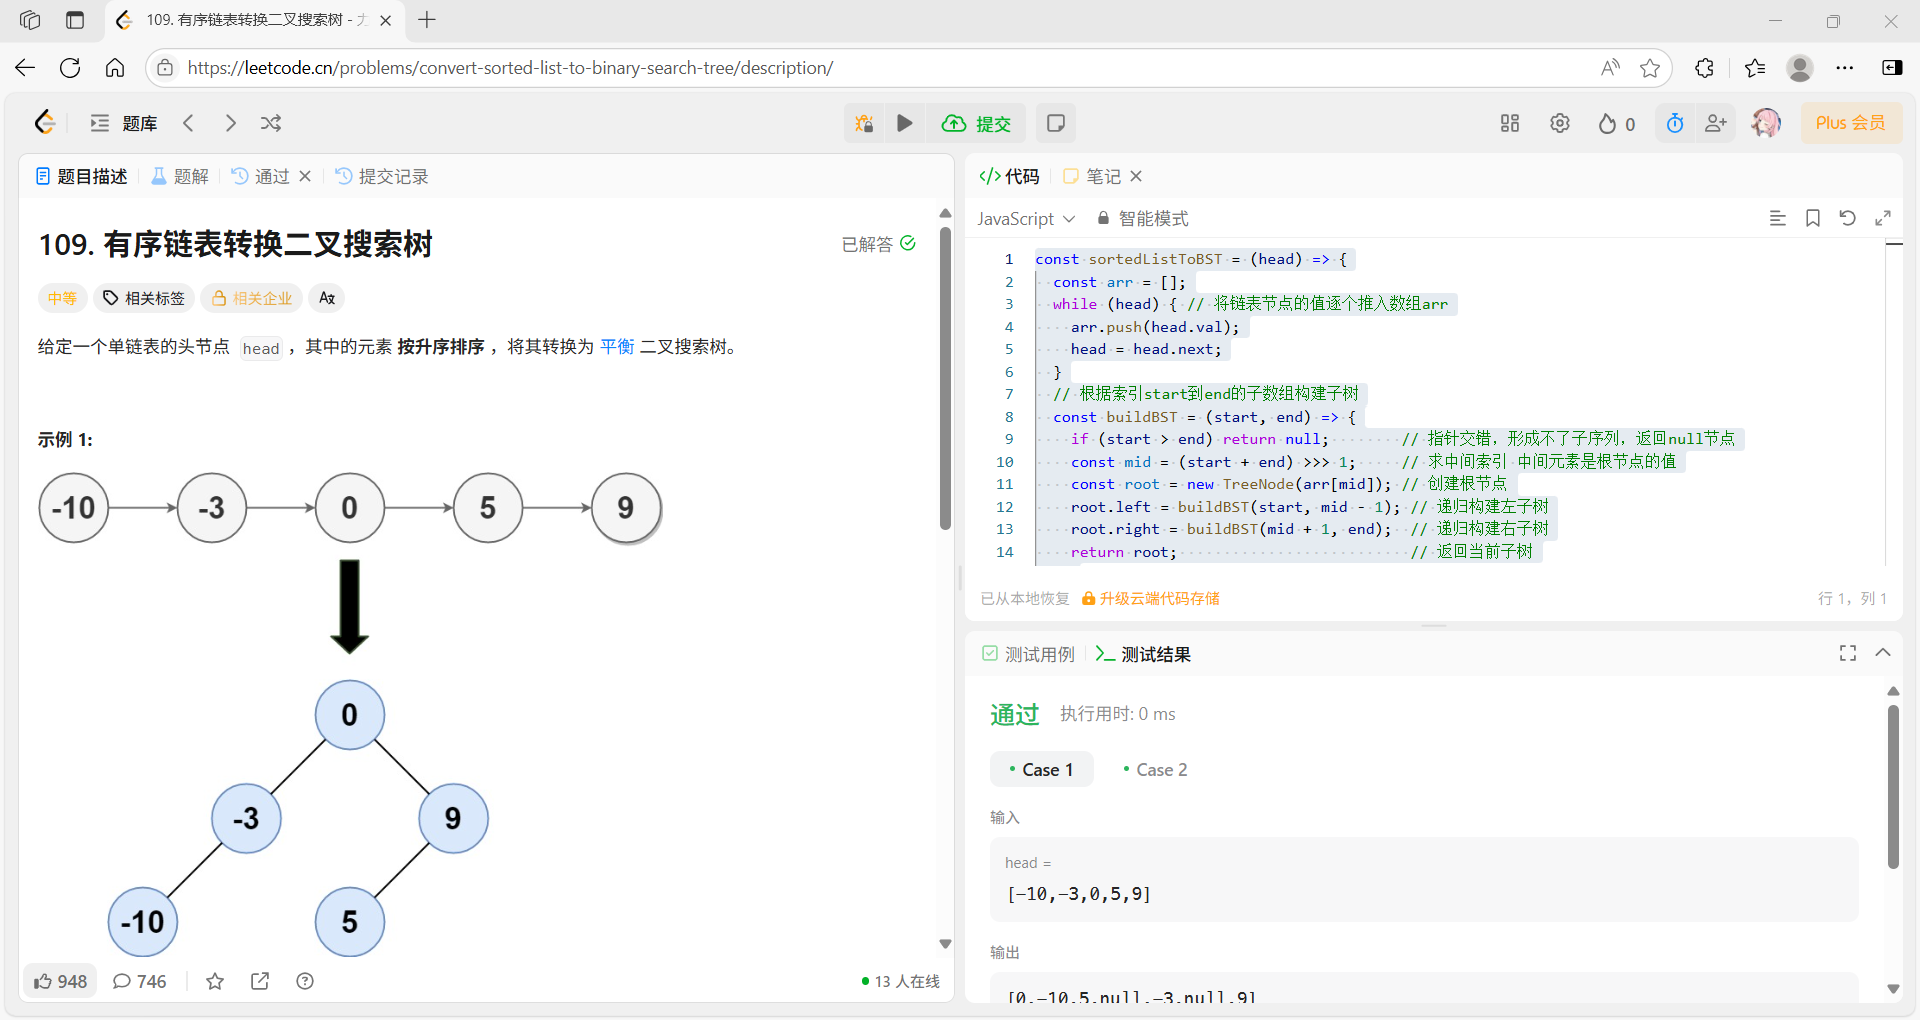 109. 有序链表转换二叉搜索树 - 
https://leetcode.cn/problems/convert-sorted-list-to-binary-search-tree/description/
题库
提交
0
Plus 会员
题目描述
题解
通过
提交记录
109. 有序链表转换二叉搜索树
已解答
中等
相关标签
相关企业
给定一个单链表的头节点 head ，其中的元素 按升序排序 ，将其转换为 平衡 二叉搜索树。
示例 1:
-10 -3 0 5 9
0
-3 9
-10 5
948
746
13 人在线
代码
笔记
JavaScript
智能模式
1 const sortedListToBST = (head) => {
2 const arr = [];
3 while (head) { // 将链表节点的值逐个推入数组arr
4 arr.push(head.val);
5 head = head.next;
6 }
7 // 根据索引start到end的子数组构建子树
8 const buildBST = (start, end) => {
9 if (start > end) return null; // 指针交错，形成不了子序列，返回null节点
10 const mid = (start + end) >>> 1; // 求中间索引 中间元素是根节点的值
11 const root = new TreeNode(arr[mid]); // 创建根节点
12 root.left = buildBST(start, mid - 1); // 递归构建左子树
13 root.right = buildBST(mid + 1, end); // 递归构建右子树
14 return root; // 返回当前子树
已从本地恢复
升级云端代码存储
行 1，列 1
测试用例
测试结果
通过
执行用时: 0 ms
Case 1
Case 2
输入
head =
[-10,-3,0,5,9]
输出
[0,-10,5,null,-3,null,9]